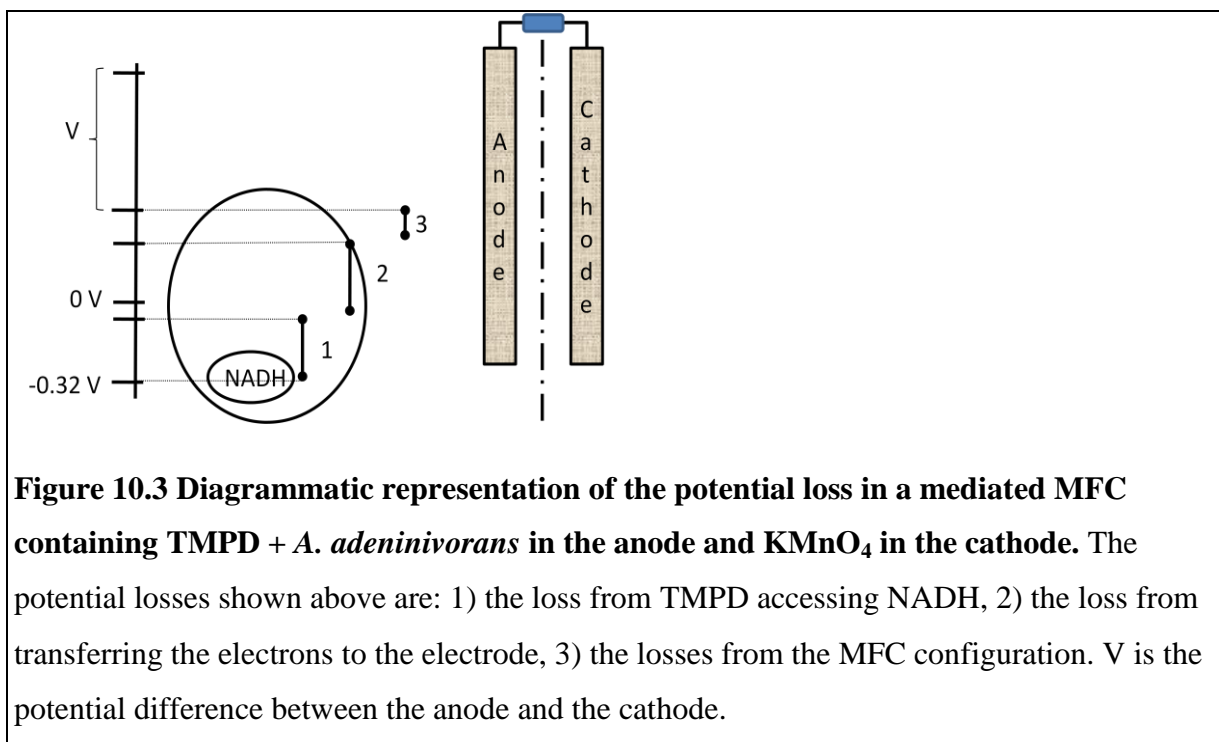 V
0 V
-0.32 V
NADH
1
2
3
Anode
Cathode
Figure 10.3 Diagrammatic representation of the potential loss in a mediated MFC
containing TMPD + A. adeninivorans in the anode and KMnO₄ in the cathode. The
potential losses shown above are: 1) the loss from TMPD accessing NADH, 2) the loss from
transferring the electrons to the electrode, 3) the losses from the MFC configuration. V is the
potential difference between the anode and the cathode.